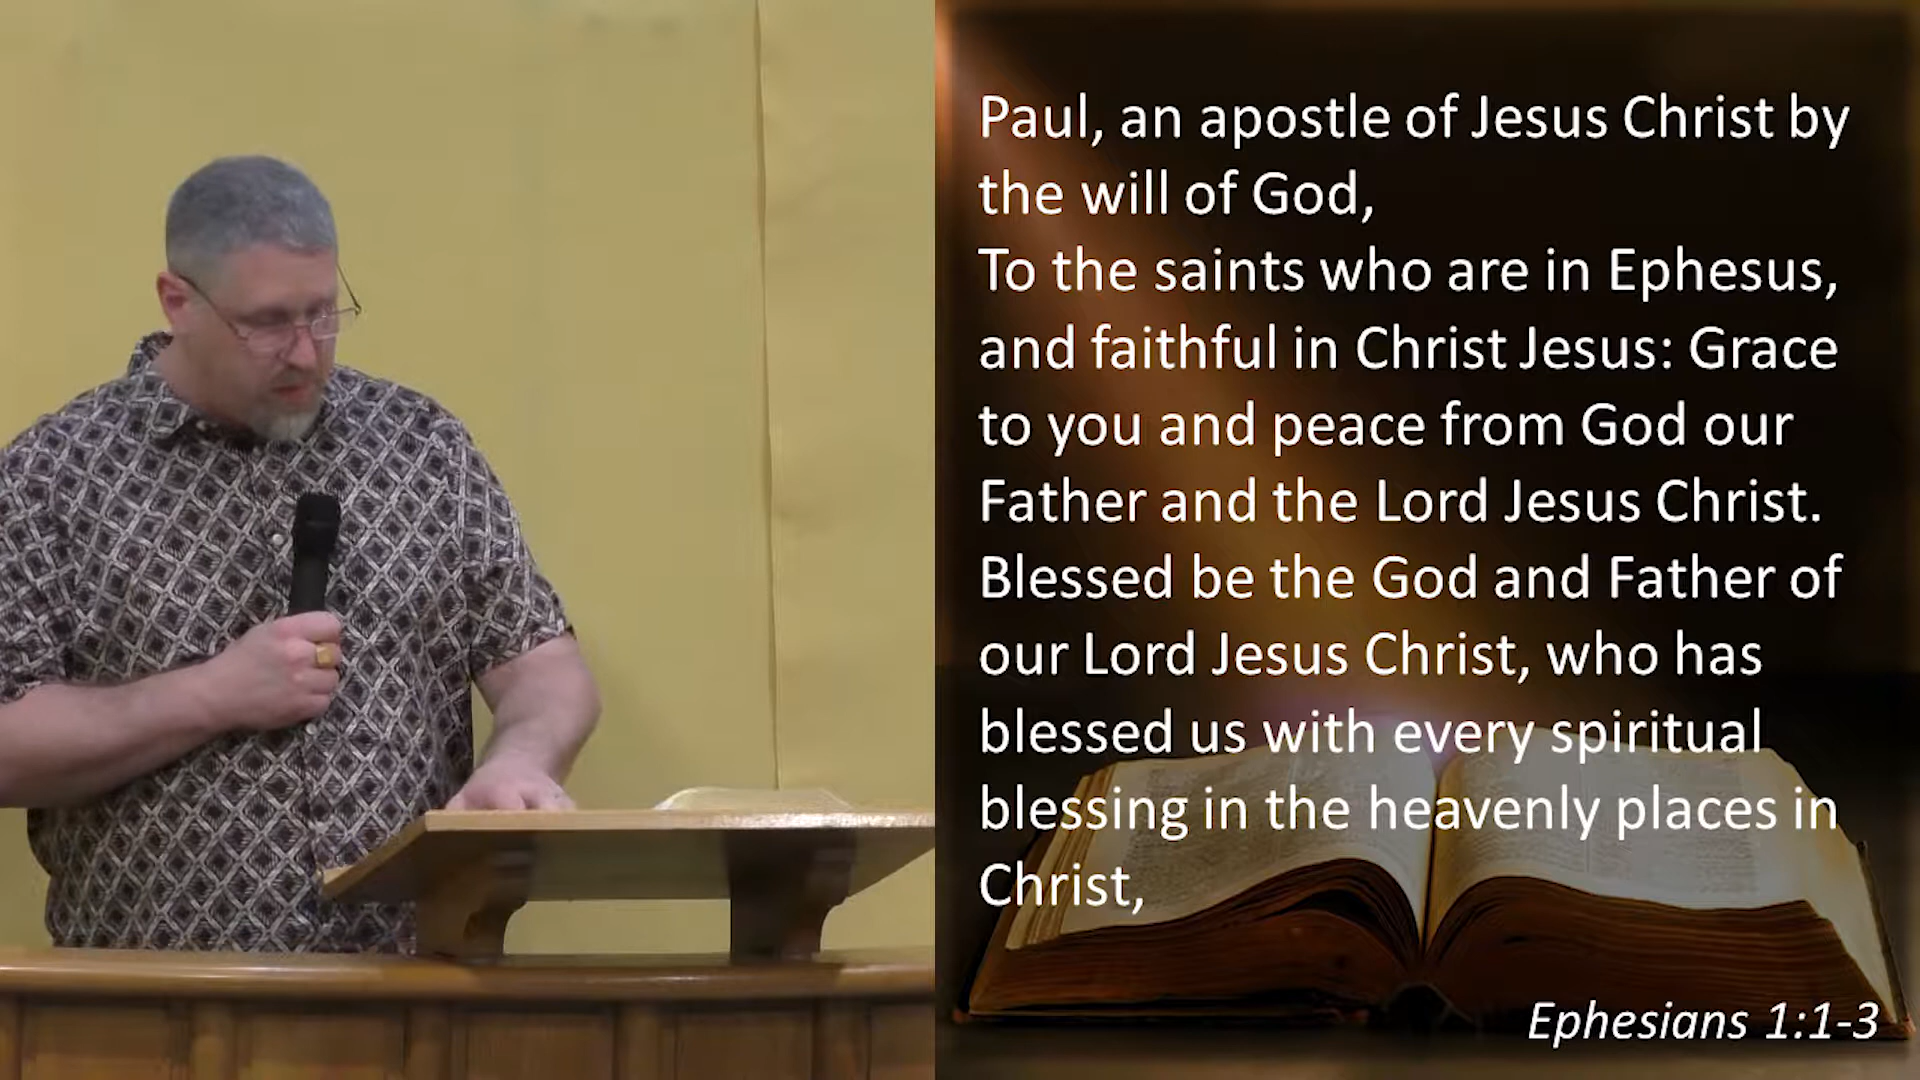 Paul, an apostle of Jesus Christ by
the will of God,
To the saints who are in Ephesus,
and faithful in Christ Jesus: Grace
to you and peace from God our
Father and the Lord Jesus Christ.
Blessed be the God and Father of
our Lord Jesus Christ, who has
blessed us with every spiritual
blessing in the heavenly places in
Christ,
Ephesians 1:1-3